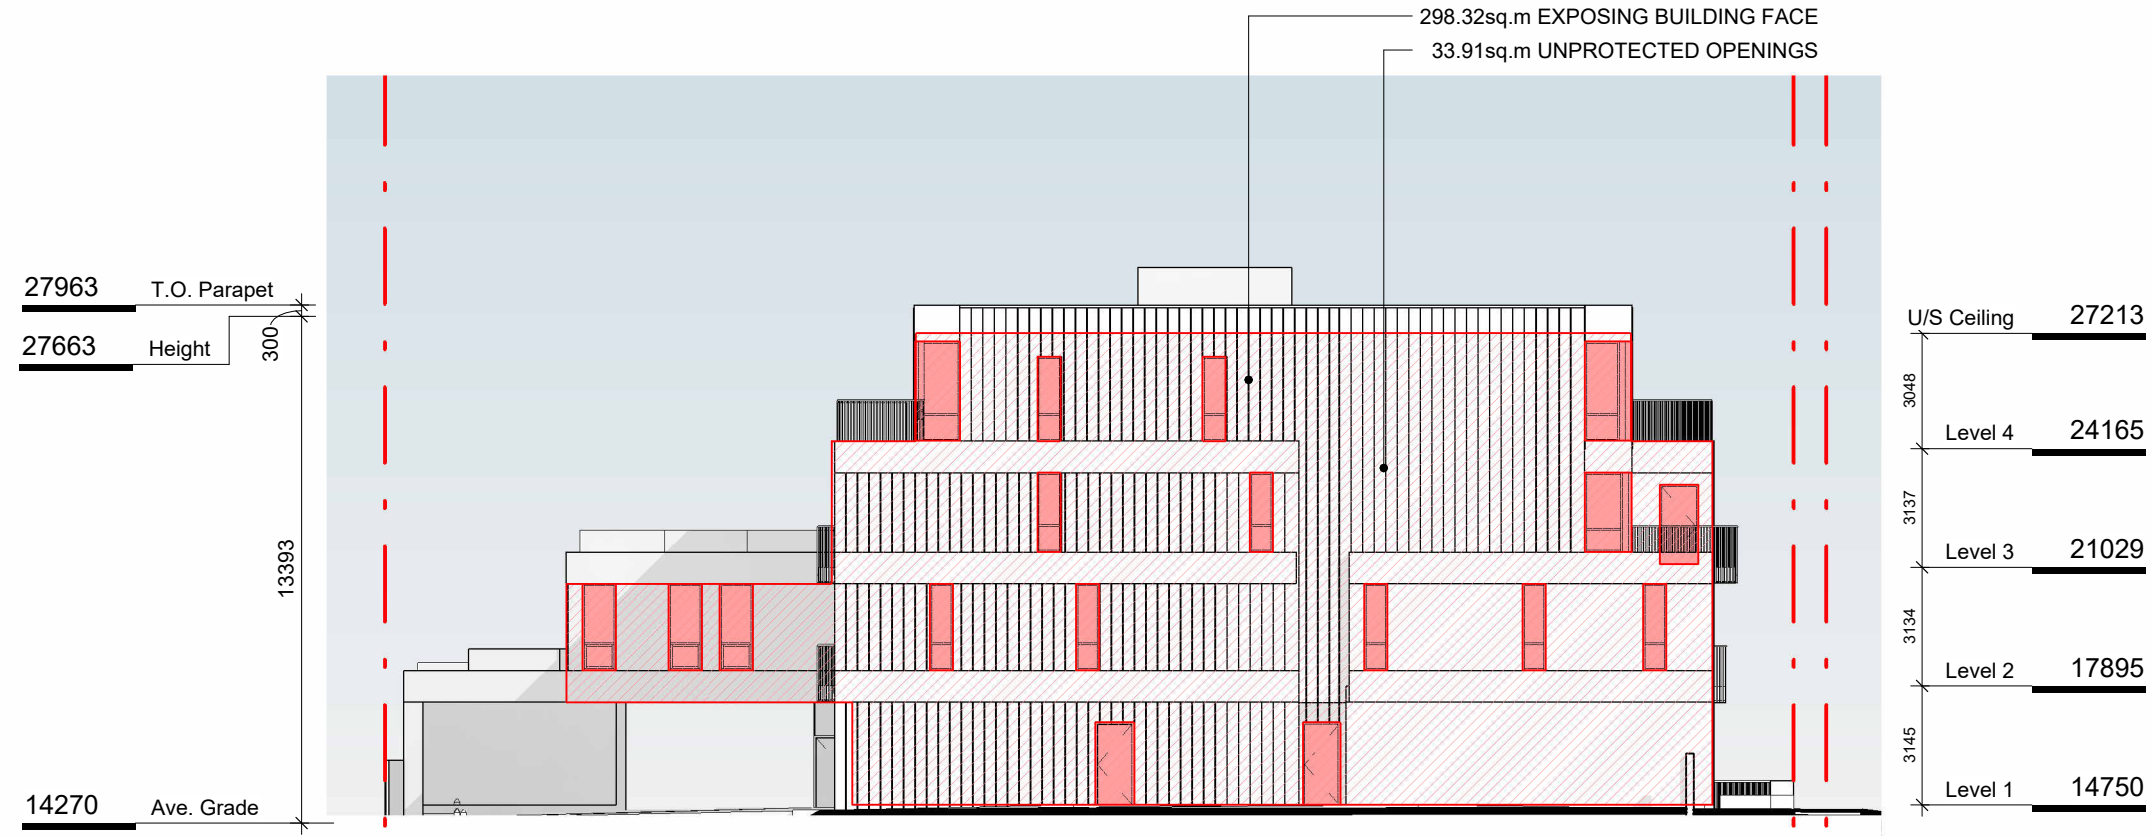 298.32sq.m EXPOSING BUILDING FACE
33.91sq.m UNPROTECTED OPENINGS
27963 T.O. Parapet
300
27663 Height
13393
14270 Ave. Grade
U/S Ceiling 27213
3048
Level 4 24165
3137
Level 3 21029
3134
Level 2 17895
3145
Level 1 14750